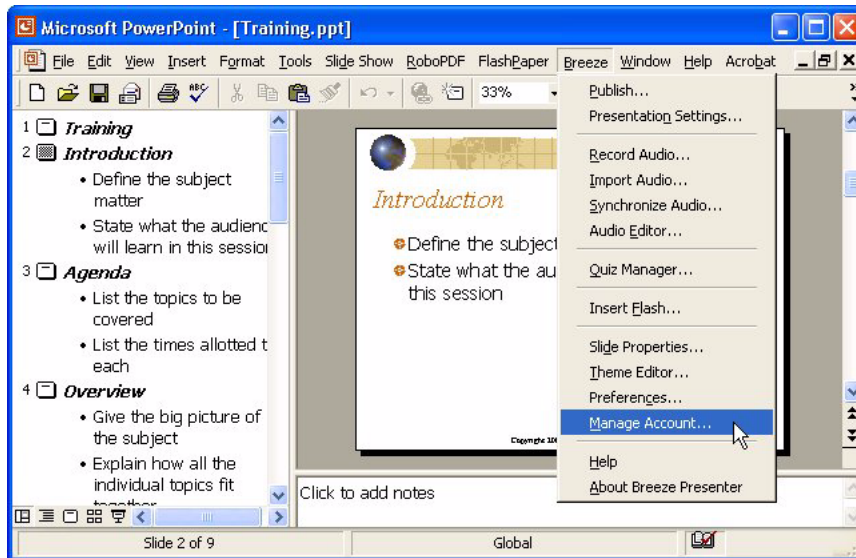 Microsoft PowerPoint - [Training.ppt]
File Edit View Insert Format Tools Slide Show RoboPDF FlashPaper Breeze Window Help Acrobat
ABC
33%
1 Training
2 Introduction
• Define the subject
matter
• State what the audienc
will learn in this session
3 Agenda
• List the topics to be
covered
• List the times allotted t
each
4 Overview
• Give the big picture of
the subject
• Explain how all the
individual topics fit
together
Introduction
Define the subject
State what the au
this session
Copyright
Click to add notes
Publish...
Presentation Settings...
Record Audio...
Import Audio...
Synchronize Audio...
Audio Editor...
Quiz Manager...
Insert Flash...
Slide Properties...
Theme Editor...
Preferences...
Manage Account...
Help
About Breeze Presenter
Slide 2 of 9
Global